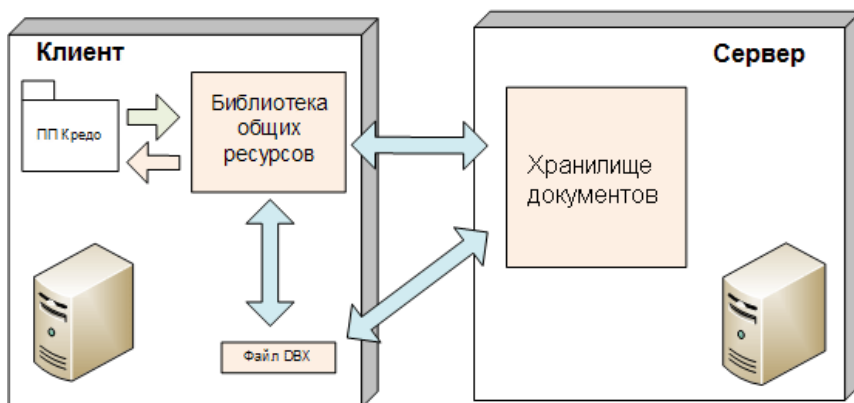 Клиент
Сервер
ПП Кредо
Библиотека
общих
ресурсов
Хранилище
документов
Файл DBX